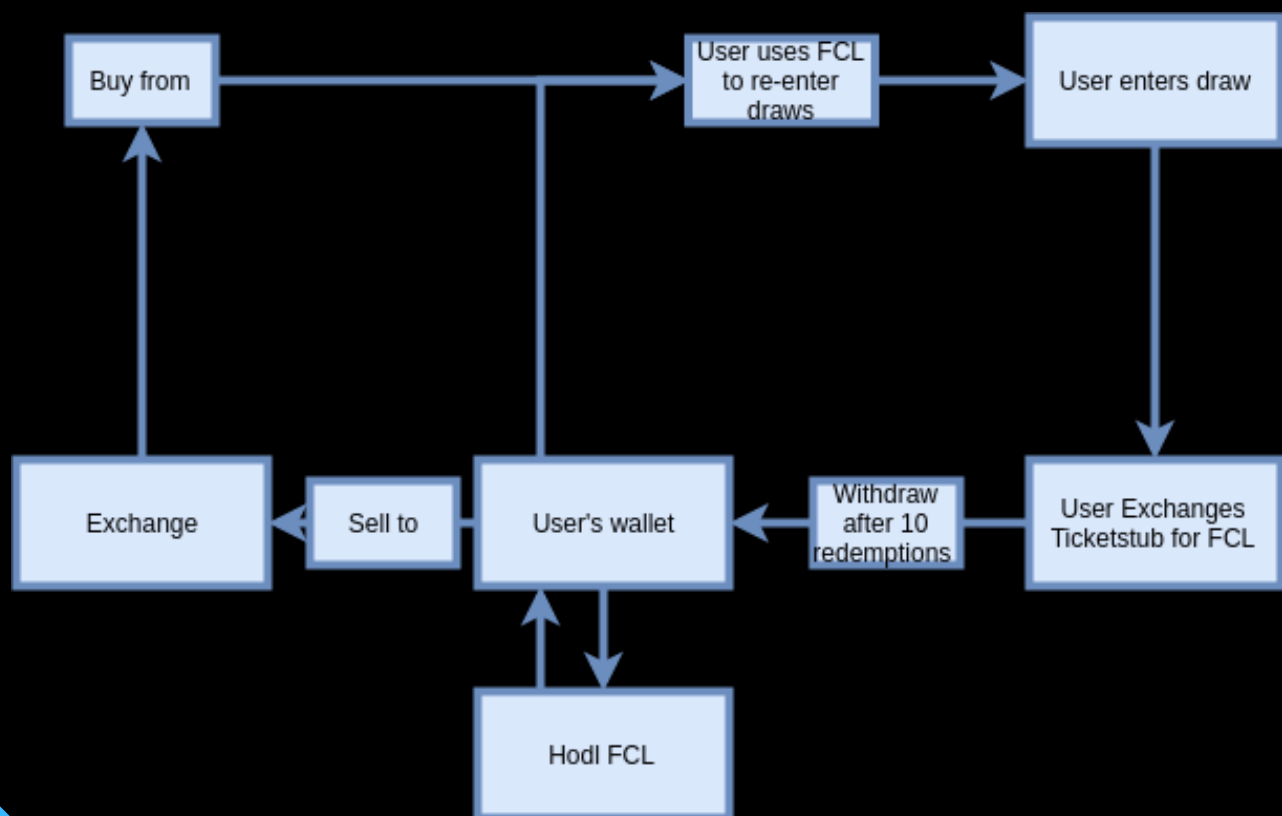 Buy from
User uses FCL
to re-enter
draws
User enters draw
Exchange
Sell to
User's wallet
Withdraw
after 10
redemptions
User Exchanges
Ticketstub for FCL
Hodl FCL